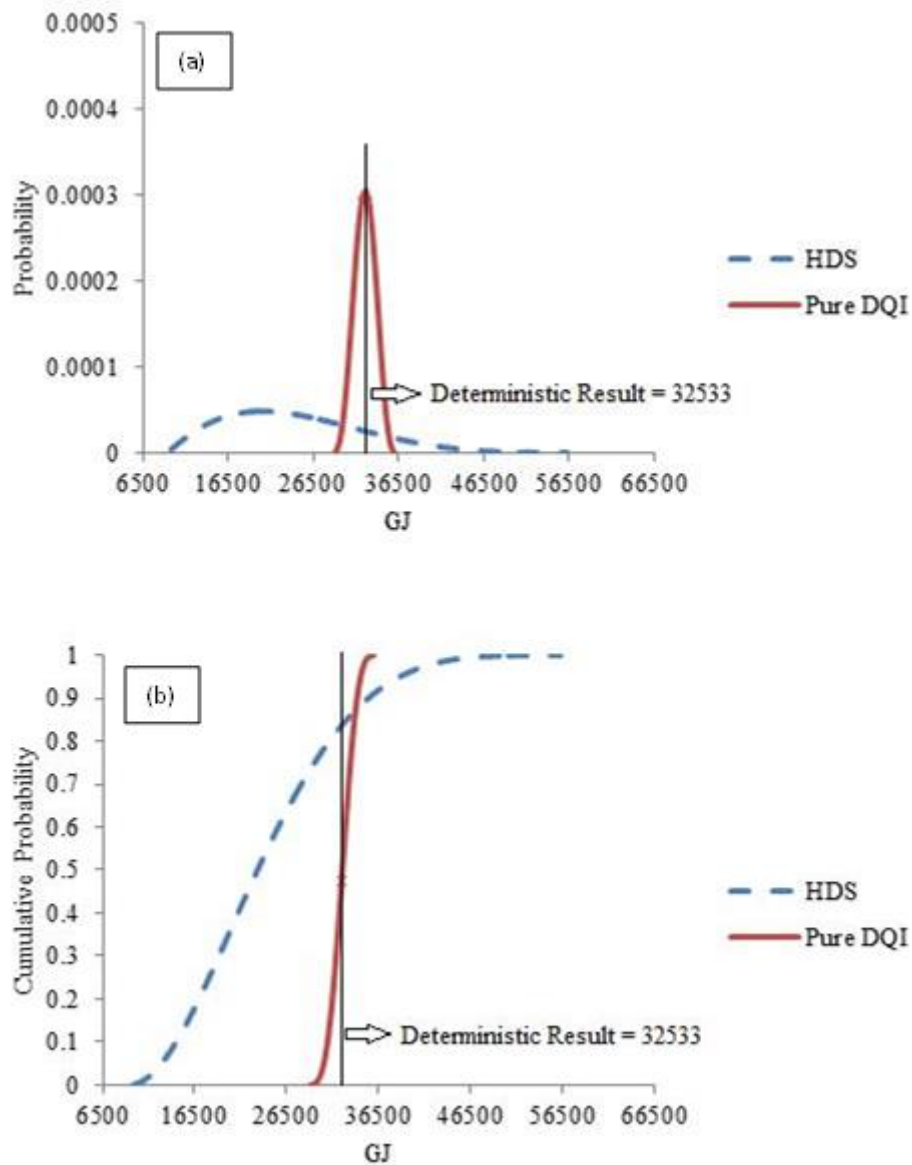 0.0005
(a)
0.0004
0.0003
0.0002
0.0001
0
Probability
HDS
Pure DQI
Deterministic Result = 32533
6500 16500 26500 36500 46500 56500 66500
GJ
1
(b)
0.9
0.8
0.7
0.6
0.5
0.4
0.3
0.2
0.1
0
Cumulative Probability
HDS
Pure DQI
Deterministic Result = 32533
6500 16500 26500 36500 46500 56500 66500
GJ